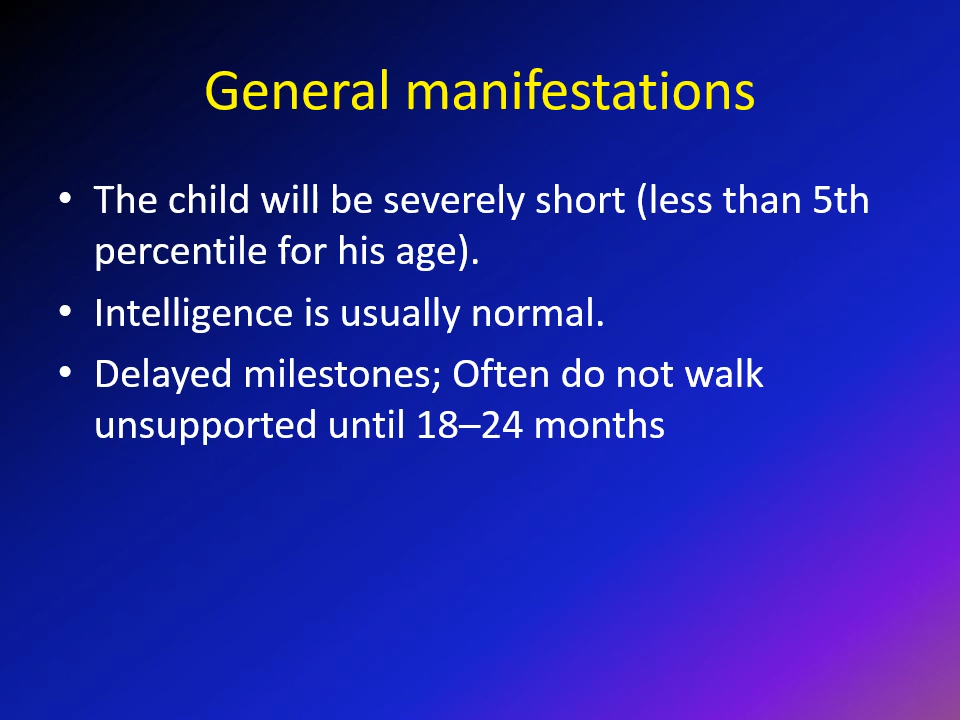 General manifestations
• The child will be severely short (less than 5th
percentile for his age).
• Intelligence is usually normal.
• Delayed milestones; Often do not walk
unsupported until 18–24 months